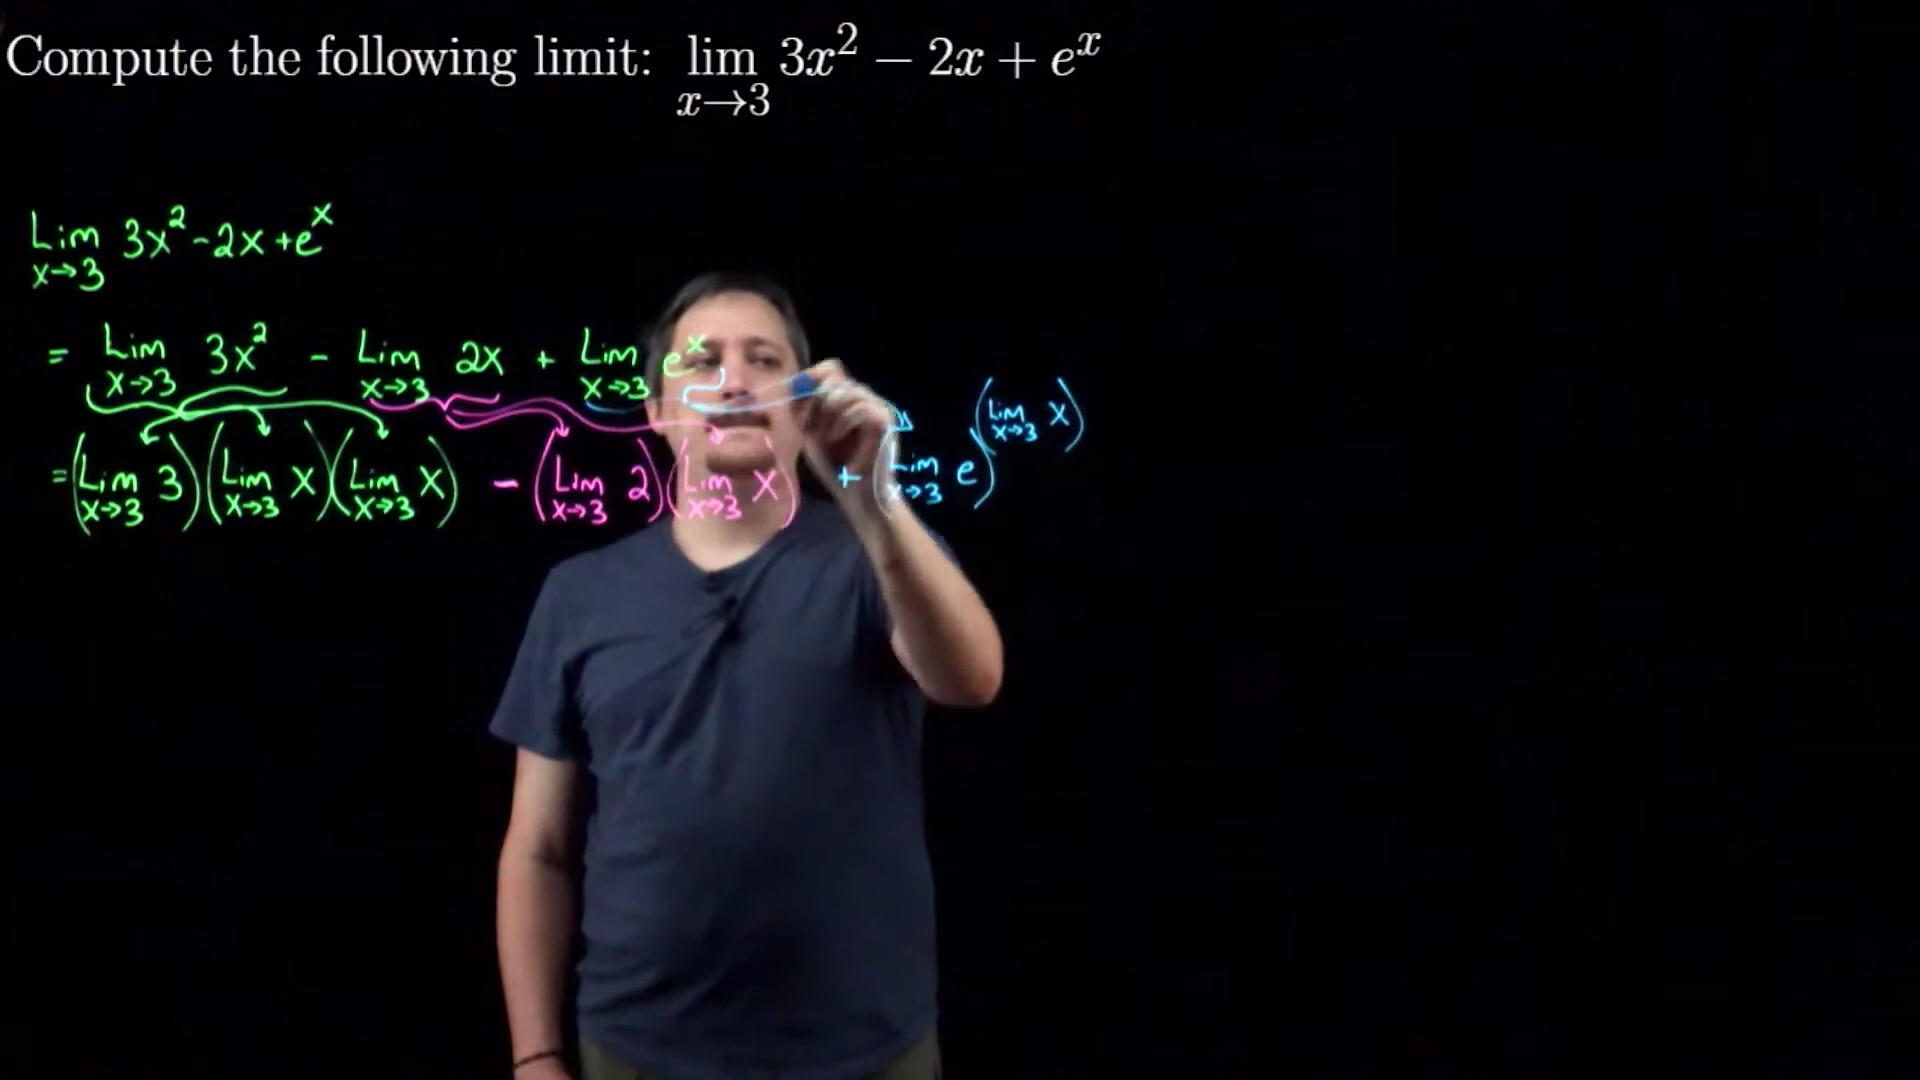 Compute the following limit: lim 3x² − 2x + eˣ
x→3
Lim 3x² - 2x + eˣ
x→3
= Lim 3x² - Lim 2x + Lim eˣ
x→3 x→3 x→3
(Lim x)
x→3
= (Lim 3)(Lim x)(Lim x) - (Lim 2)(Lim x) + (Lim e)
x→3 x→3 x→3 x→3 x→3 x→3